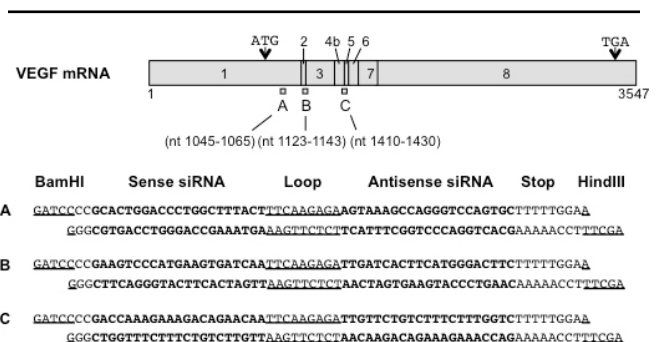 ATG 2 4b 5 6 TGA
VEGF mRNA 1 3 7 8
1 A B C 3547
(nt 1045-1065) (nt 1123-1143) (nt 1410-1430)
BamHI Sense siRNA Loop Antisense siRNA Stop HindIII
A GATCCCCGCACTGGACCCTGGCTTTACTTTCAAGAGAAGTAAAGCCAGGGTCCAGTGCTTTTTGGAA
GGGCGTGACCTGGGACCGAAATGAAAGTTCTCTTCATTTCGGTCCCAGGTCACGAAAAACCTTTCGA
B GATCCCCGAAGTCCCATGAAGTGATCAATTCAAGAGATTGATCACTTCATGGGACTTCTTTTTGGAA
GGGCTTCAGGGTACTTCACTAGTTAAGTTCTCTAACTAGTGAAGTACCCTGAACAAAAACCTTTCGA
C GATCCCCGACCAAAGAAAGACAGAACAATTCAAGAGATTGTTCTGTCTTTCTTTGGTCTTTTTGGAA
GGGCTGGTTTCTTTCTGTCTTGTTAAGTTCTCTAACAAGACAGAAAGAAACCAGAAAAACCTTTCGA